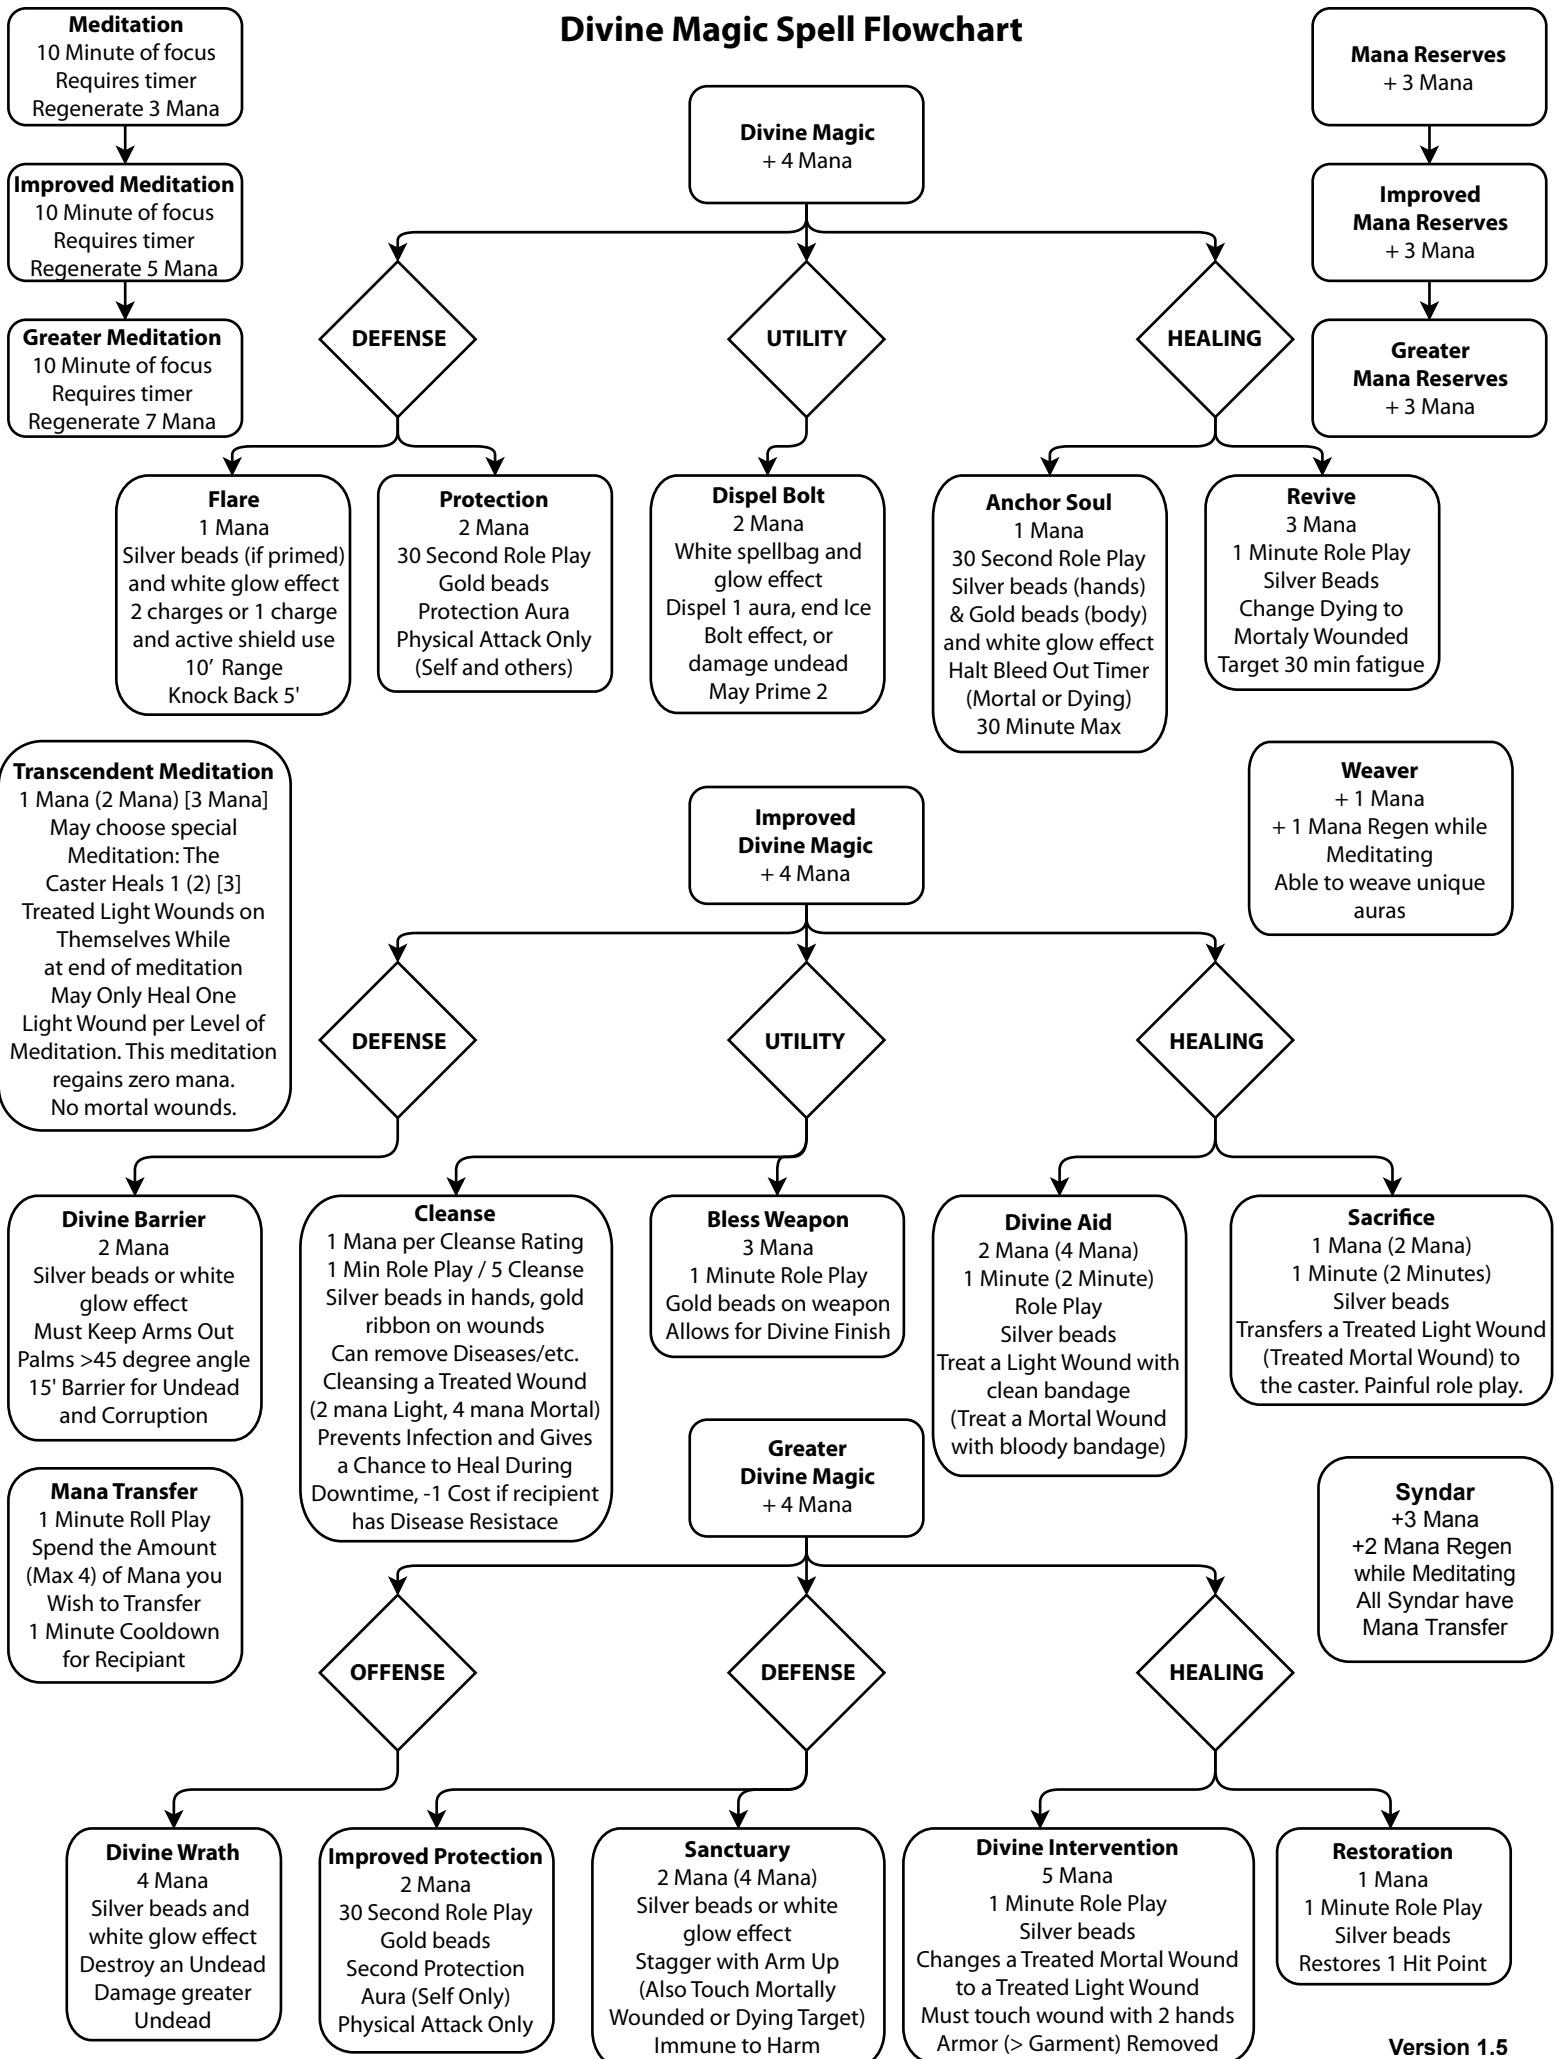 Divine Magic Spell Flowchart
Meditation
10 Minute of focus
Requires timer
Regenerate 3 Mana
Improved Meditation
10 Minute of focus
Requires timer
Regenerate 5 Mana
Greater Meditation
10 Minute of focus
Requires timer
Regenerate 7 Mana
Divine Magic
+ 4 Mana
Mana Reserves
+ 3 Mana
Improved
Mana Reserves
+ 3 Mana
Greater
Mana Reserves
+ 3 Mana
DEFENSE
UTILITY
HEALING
Flare
1 Mana
Silver beads (if primed)
and white glow effect
2 charges or 1 charge
and active shield use
10′ Range
Knock Back 5'
Protection
2 Mana
30 Second Role Play
Gold beads
Protection Aura
Physical Attack Only
(Self and others)
Dispel Bolt
2 Mana
White spellbag and
glow effect
Dispel 1 aura, end Ice
Bolt effect, or
damage undead
May Prime 2
Anchor Soul
1 Mana
30 Second Role Play
Silver beads (hands)
& Gold beads (body)
and white glow effect
Halt Bleed Out Timer
(Mortal or Dying)
30 Minute Max
Revive
3 Mana
1 Minute Role Play
Silver Beads
Change Dying to
Mortaly Wounded
Target 30 min fatigue
Transcendent Meditation
1 Mana (2 Mana) [3 Mana]
May choose special
Meditation: The
Caster Heals 1 (2) [3]
Treated Light Wounds on
Themselves While
at end of meditation
May Only Heal One
Light Wound per Level of
Meditation. This meditation
regains zero mana.
No mortal wounds.
Improved
Divine Magic
+ 4 Mana
Weaver
+ 1 Mana
+ 1 Mana Regen while
Meditating
Able to weave unique
auras
DEFENSE
UTILITY
HEALING
Divine Barrier
2 Mana
Silver beads or white
glow effect
Must Keep Arms Out
Palms >45 degree angle
15' Barrier for Undead
and Corruption
Cleanse
1 Mana per Cleanse Rating
1 Min Role Play / 5 Cleanse
Silver beads in hands, gold
ribbon on wounds
Can remove Diseases/etc.
Cleansing a Treated Wound
(2 mana Light, 4 mana Mortal)
Prevents Infection and Gives
a Chance to Heal During
Downtime, -1 Cost if recipient
has Disease Resistace
Bless Weapon
3 Mana
1 Minute Role Play
Gold beads on weapon
Allows for Divine Finish
Divine Aid
2 Mana (4 Mana)
1 Minute (2 Minute)
Role Play
Silver beads
Treat a Light Wound with
clean bandage
(Treat a Mortal Wound
with bloody bandage)
Sacrifice
1 Mana (2 Mana)
1 Minute (2 Minutes)
Silver beads
Transfers a Treated Light Wound
(Treated Mortal Wound) to
the caster. Painful role play.
Mana Transfer
1 Minute Roll Play
Spend the Amount
(Max 4) of Mana you
Wish to Transfer
1 Minute Cooldown
for Recipiant
Greater
Divine Magic
+ 4 Mana
Syndar
+3 Mana
+2 Mana Regen
while Meditating
All Syndar have
Mana Transfer
OFFENSE
DEFENSE
HEALING
Divine Wrath
4 Mana
Silver beads and
white glow effect
Destroy an Undead
Damage greater
Undead
Improved Protection
2 Mana
30 Second Role Play
Gold beads
Second Protection
Aura (Self Only)
Physical Attack Only
Sanctuary
2 Mana (4 Mana)
Silver beads or white
glow effect
Stagger with Arm Up
(Also Touch Mortally
Wounded or Dying Target)
Immune to Harm
Divine Intervention
5 Mana
1 Minute Role Play
Silver beads
Changes a Treated Mortal Wound
to a Treated Light Wound
Must touch wound with 2 hands
Armor (> Garment) Removed
Restoration
1 Mana
1 Minute Role Play
Silver beads
Restores 1 Hit Point
Version 1.5